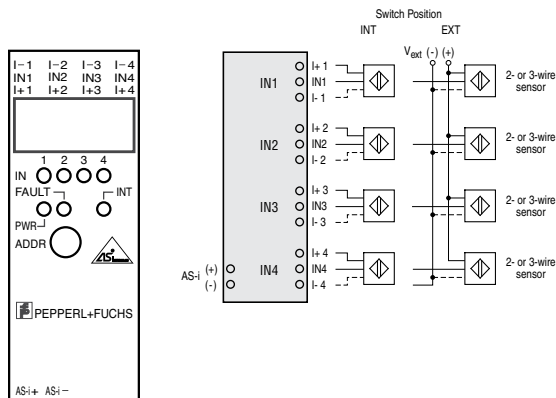 I-1 I-2 I-3 I-4
IN1 IN2 IN3 IN4
I+1 I+2 I+3 I+4
1 2 3 4
IN
FAULT INT
PWR
ADDR
ASi
PEPPERL+FUCHS
AS-i+ AS-i-
Switch Position
INT EXT
Vext (-) (+)
I+ 1
IN1 IN1
I- 1
2- or 3-wire
sensor
I+ 2
IN2 IN2
I- 2
2- or 3-wire
sensor
I+ 3
IN3 IN3
I- 3
2- or 3-wire
sensor
I+ 4
IN4 IN4
I- 4
2- or 3-wire
sensor
AS-i (+)
(-)